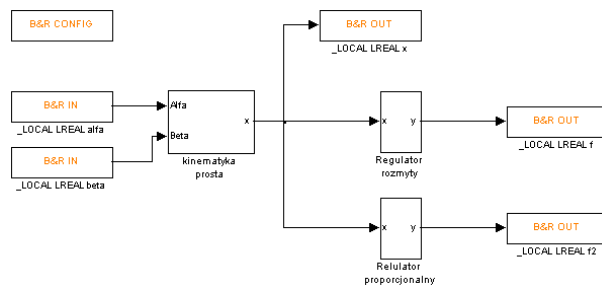 B&R CONFIG
B&R OUT
_LOCAL LREAL x
B&R IN
_LOCAL LREAL alfa
Alfa
x
Beta
kinematyka
prosta
B&R IN
_LOCAL LREAL beta
x y
Regulator
rozmyty
B&R OUT
_LOCAL LREAL f
x y
Relulator
proporcjonalny
B&R OUT
_LOCAL LREAL f2